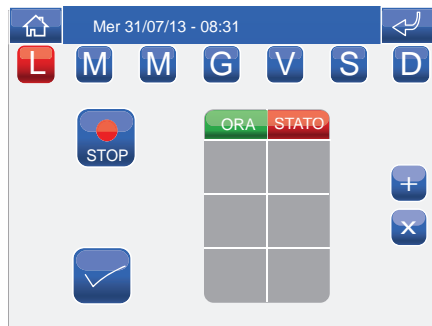 Mer 31/07/13 - 08:31
L M M G V S D
STOP
ORA STATO
+
x